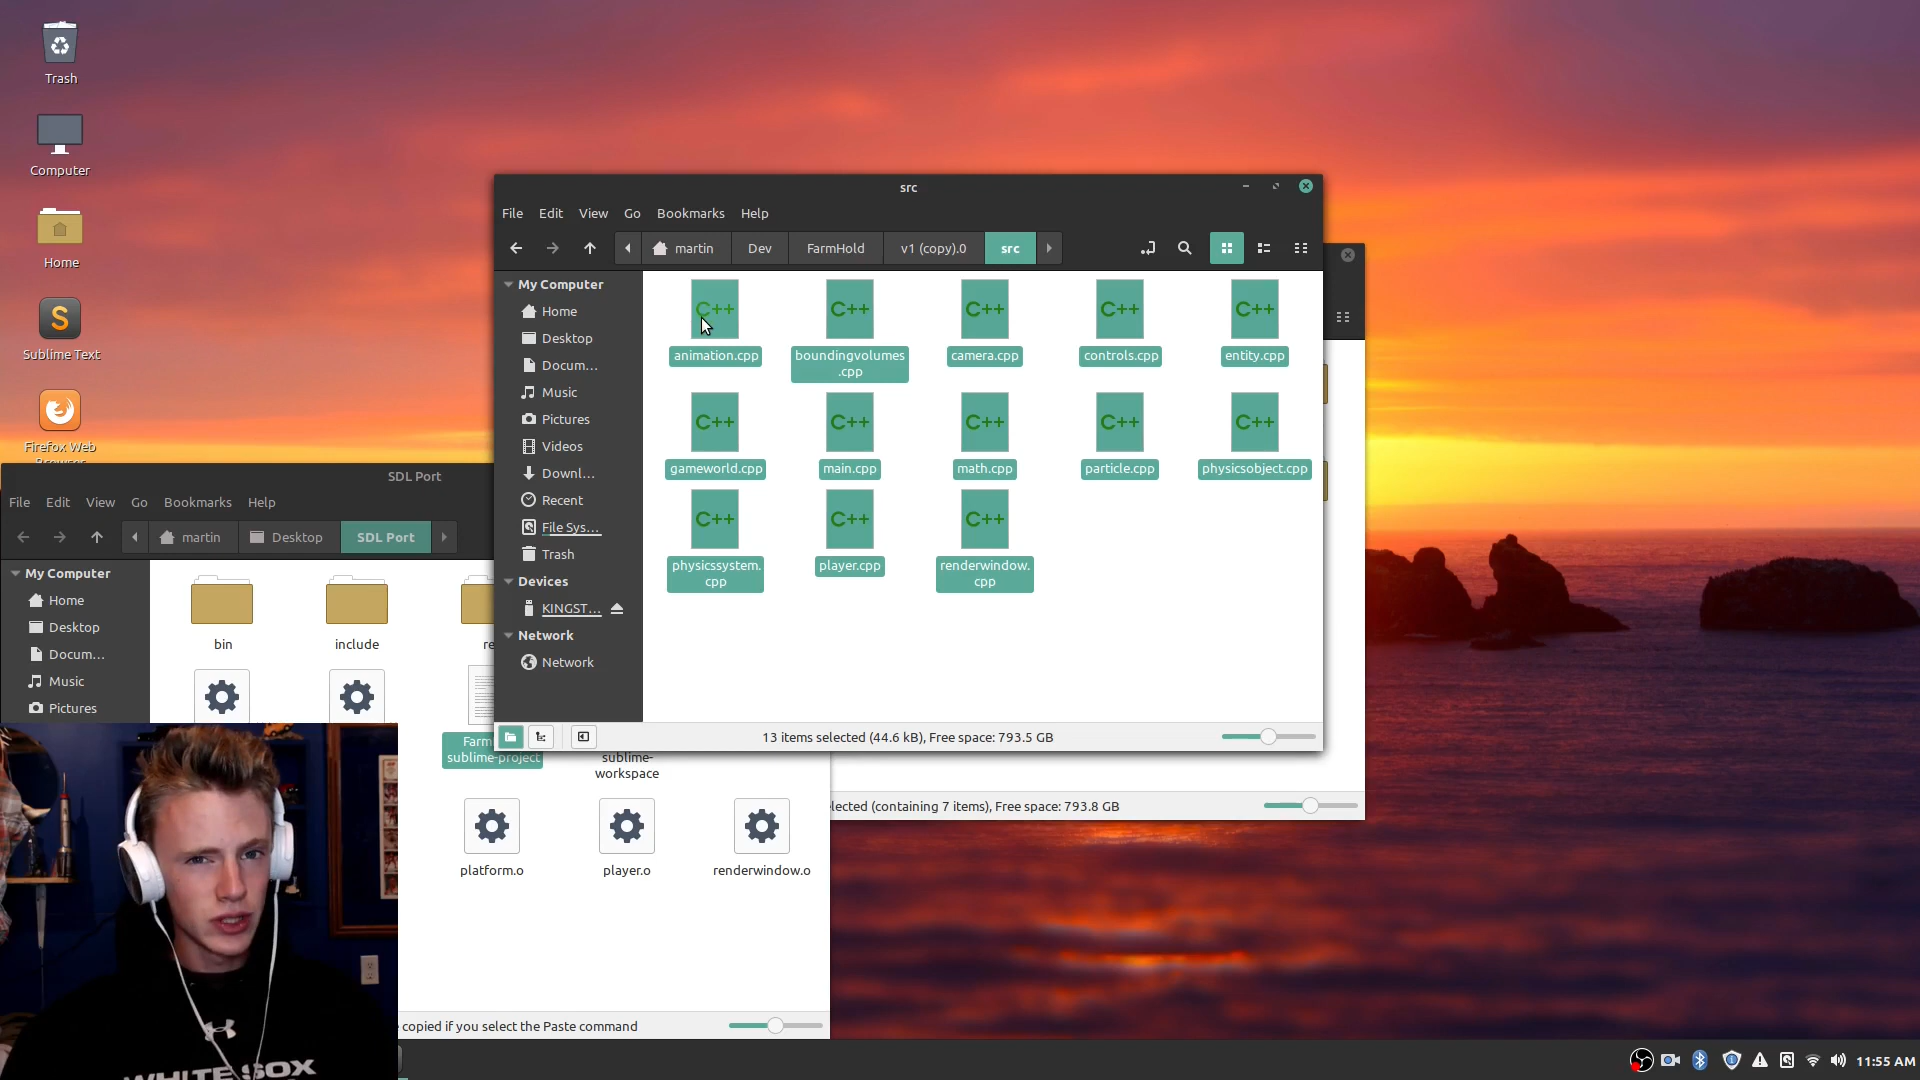 Trash
Computer
Home
Sublime Text
Firefox Web
src
File Edit View Go Bookmarks Help
martin Dev FarmHold v1 (copy).0 src
My Computer
Home
Desktop
Docum...
Music
Pictures
Videos
Downl...
Recent
File Sys...
Trash
Devices
KINGST...
Network
Network
C++ C++ C++ C++ C++
animation.cpp boundingvolumes camera.cpp controls.cpp entity.cpp
.cpp
C++ C++ C++ C++ C++
gameworld.cpp main.cpp math.cpp particle.cpp physicsobject.cpp
C++ C++ C++
physicssystem. player.cpp renderwindow.
cpp cpp
13 items selected (44.6 kB), Free space: 793.5 GB
SDL Port
File Edit View Go Bookmarks Help
martin Desktop SDL Port
My Computer
Home
Desktop
Docum...
Music
Pictures
bin include re
Farm
sublime-project
sublime-
workspace
platform.o player.o renderwindow.o
copied if you select the Paste command
lected (containing 7 items), Free space: 793.8 GB
WHITE SOX
11:55 AM